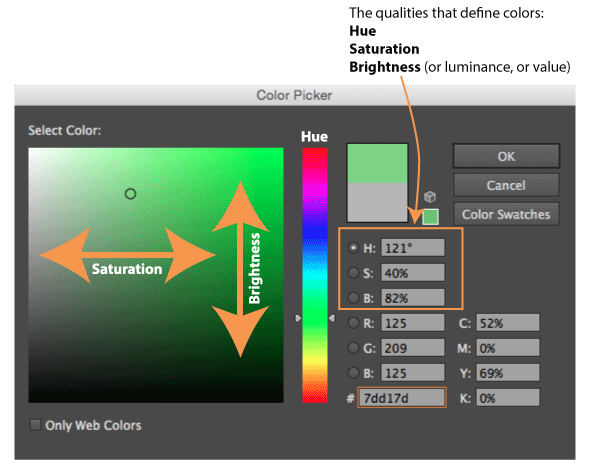 The qualities that define colors:
Hue
Saturation
Brightness (or luminance, or value)
Color Picker
Select Color:
Hue
Saturation
Brightness
OK
Cancel
Color Swatches
H: 121°
S: 40%
B: 82%
R: 125
C: 52%
G: 209
M: 0%
B: 125
Y: 69%
# 7dd17d
K: 0%
Only Web Colors